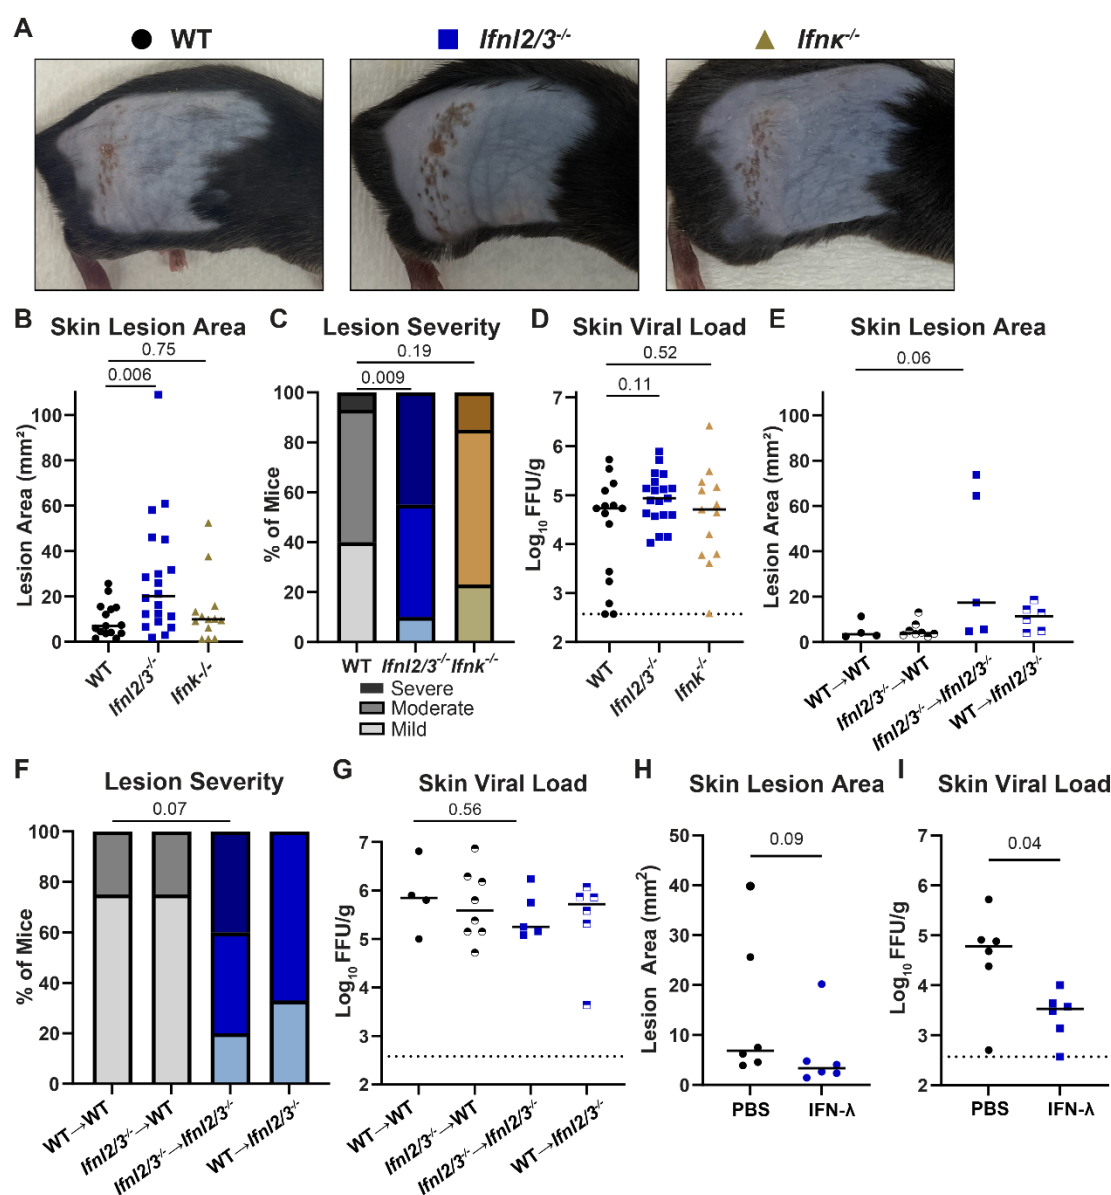 A
WT
Ifnl2/3-/-
Ifnκ-/-
B
Skin Lesion Area
0.75
0.006
Lesion Area (mm²)
100
80
60
40
20
0
WT
Ifnl2/3-/-
Ifnk-/-
C
Lesion Severity
0.19
0.009
% of Mice
100
80
60
40
20
0
WT
Ifnl2/3-/-
Ifnk-/-
Severe
Moderate
Mild
D
Skin Viral Load
0.52
0.11
Log10 FFU/g
7
6
5
4
3
2
WT
Ifnl2/3-/-
Ifnk-/-
E
Skin Lesion Area
0.06
Lesion Area (mm²)
100
80
60
40
20
0
WT→WT
Ifnl2/3-/-→WT
Ifnl2/3-/-→Ifnl2/3-/-
WT→Ifnl2/3-/-
F
Lesion Severity
0.07
% of Mice
100
80
60
40
20
0
WT→WT
Ifnl2/3-/-→WT
Ifnl2/3-/-→Ifnl2/3-/-
WT→Ifnl2/3-/-
G
Skin Viral Load
0.56
Log10 FFU/g
7
6
5
4
3
2
WT→WT
Ifnl2/3-/-→WT
Ifnl2/3-/-→Ifnl2/3-/-
WT→Ifnl2/3-/-
H
Skin Lesion Area
0.09
Lesion Area (mm2)
50
40
30
20
10
0
PBS
IFN-λ
I
Skin Viral Load
0.04
Log10 FFU/g
7
6
5
4
3
2
PBS
IFN-λ